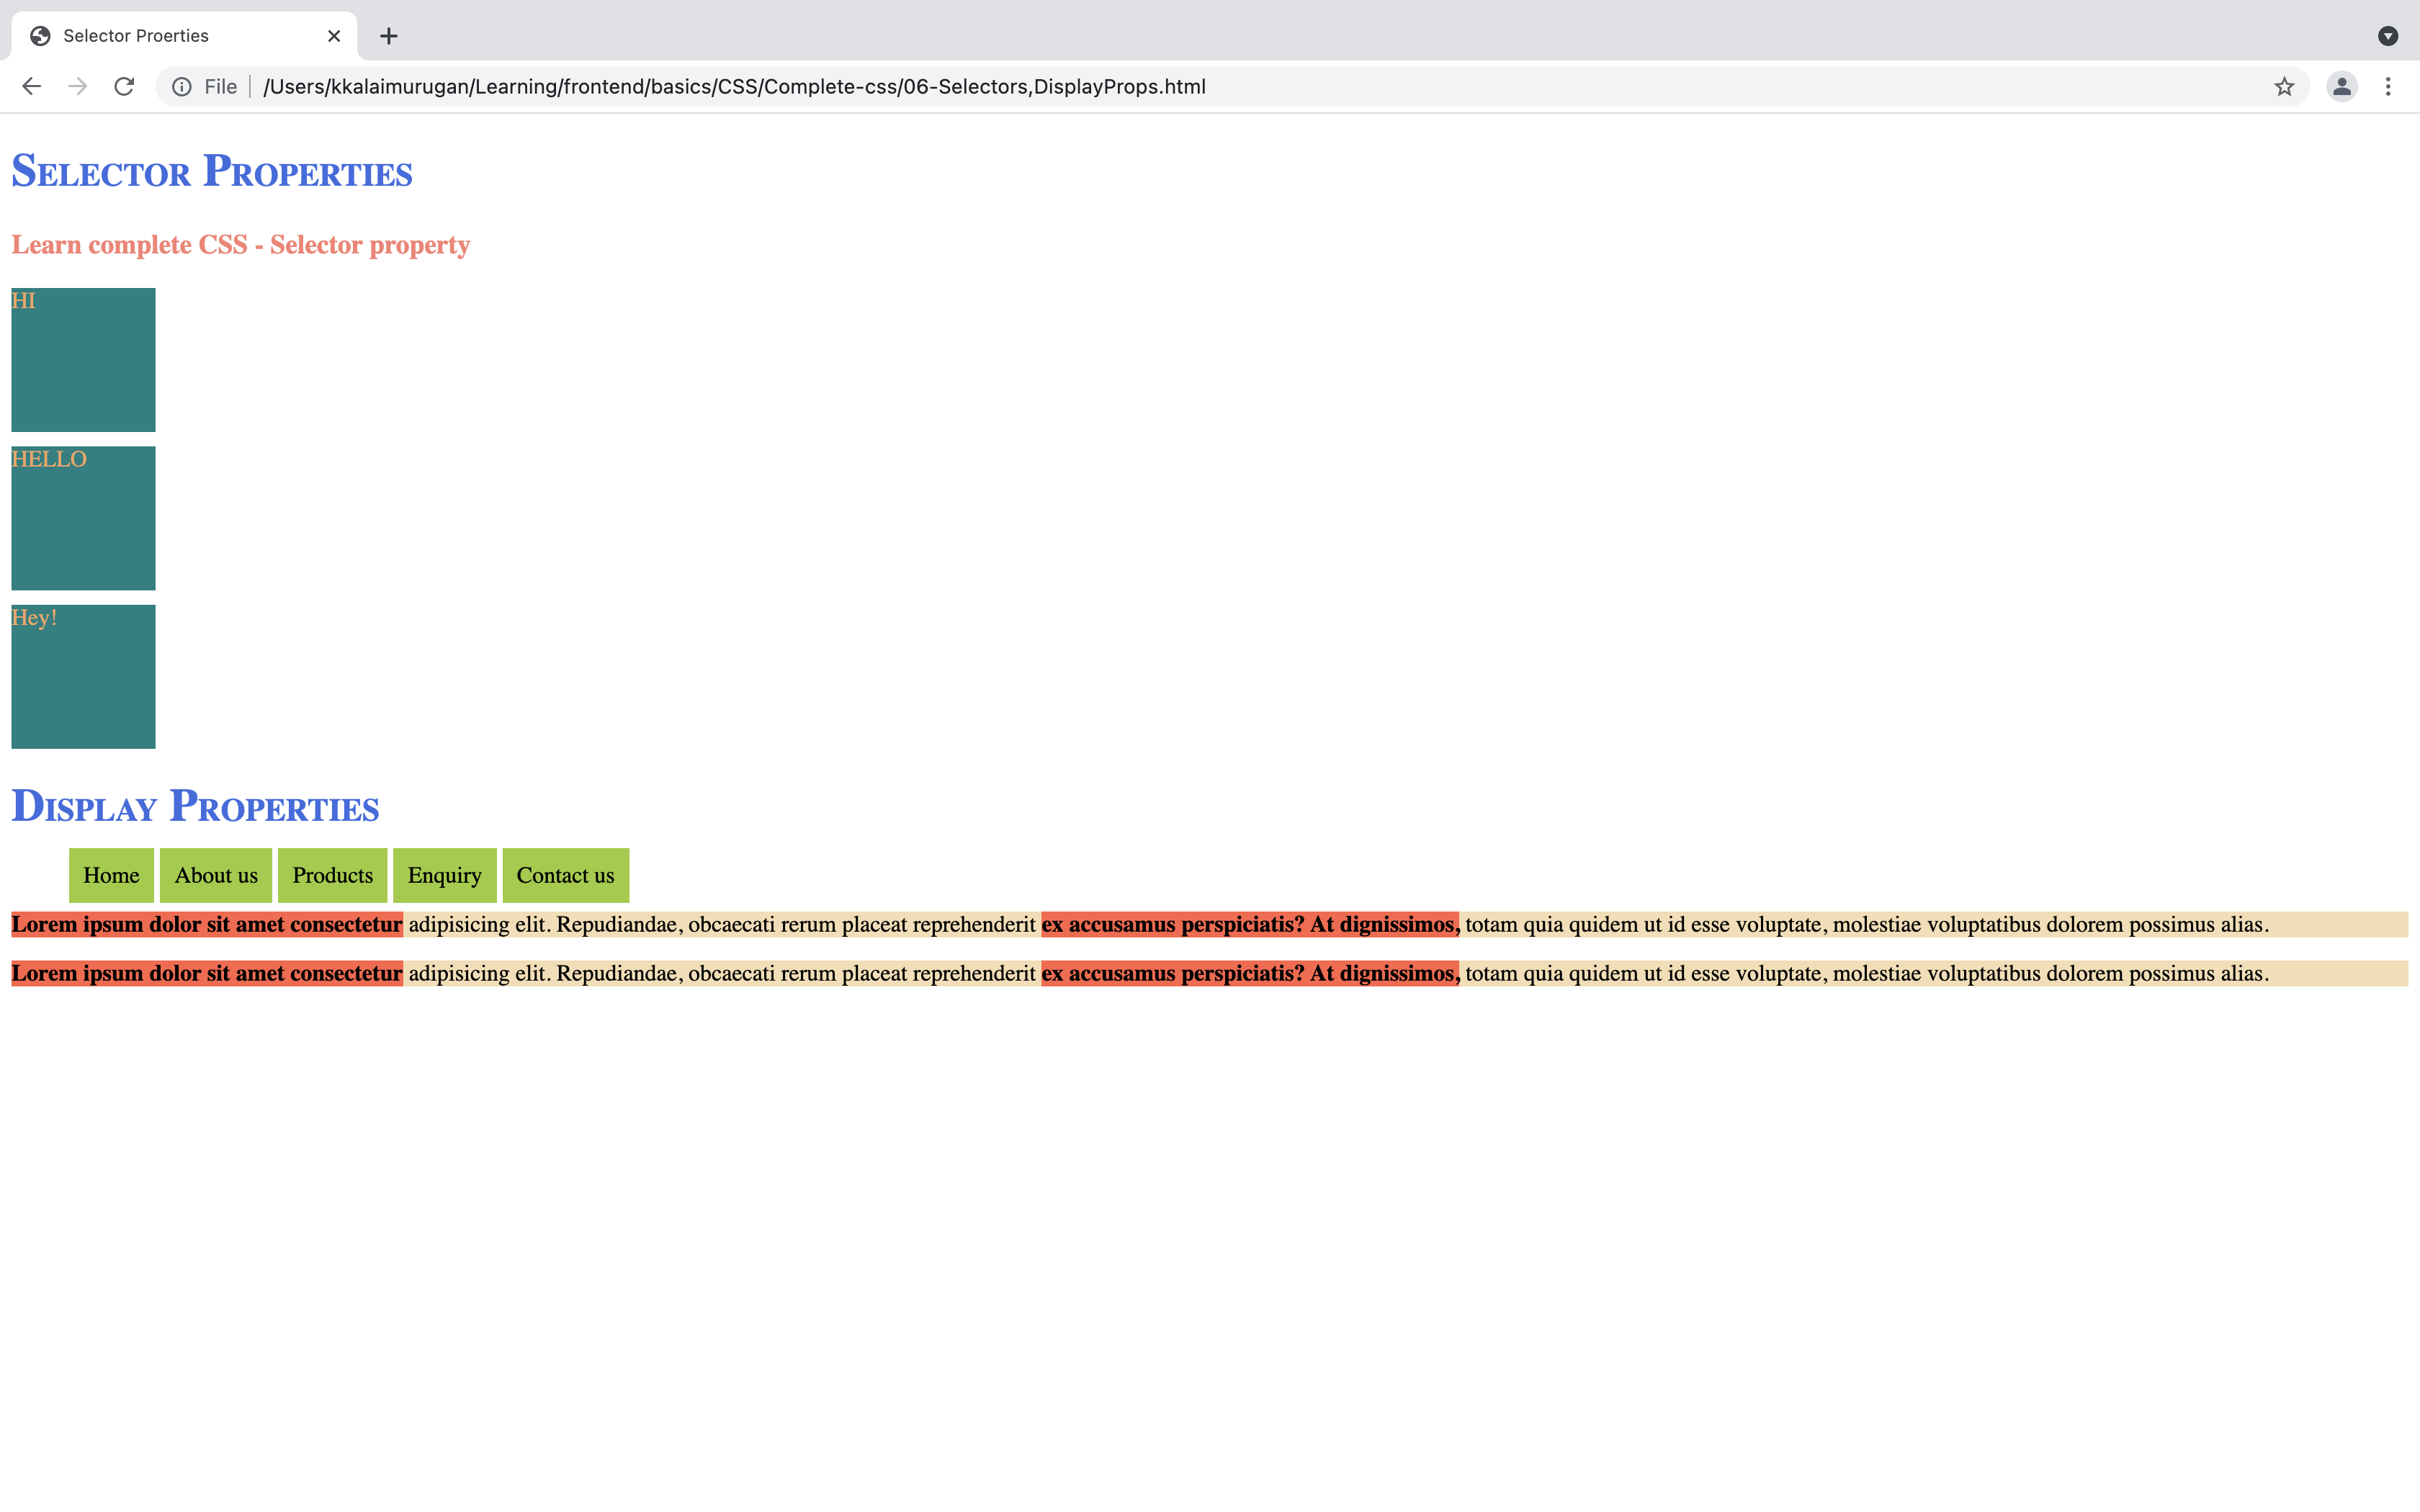 Selector Proerties
File /Users/kkalaimurugan/Learning/frontend/basics/CSS/Complete-css/06-Selectors,DisplayProps.html
Selector Properties
Learn complete CSS - Selector property
HI
HELLO
Hey!
Display Properties
Home About us Products Enquiry Contact us
Lorem ipsum dolor sit amet consectetur adipisicing elit. Repudiandae, obcaecati rerum placeat reprehenderit ex accusamus perspiciatis? At dignissimos, totam quia quidem ut id esse voluptate, molestiae voluptatibus dolorem possimus alias.
Lorem ipsum dolor sit amet consectetur adipisicing elit. Repudiandae, obcaecati rerum placeat reprehenderit ex accusamus perspiciatis? At dignissimos, totam quia quidem ut id esse voluptate, molestiae voluptatibus dolorem possimus alias.